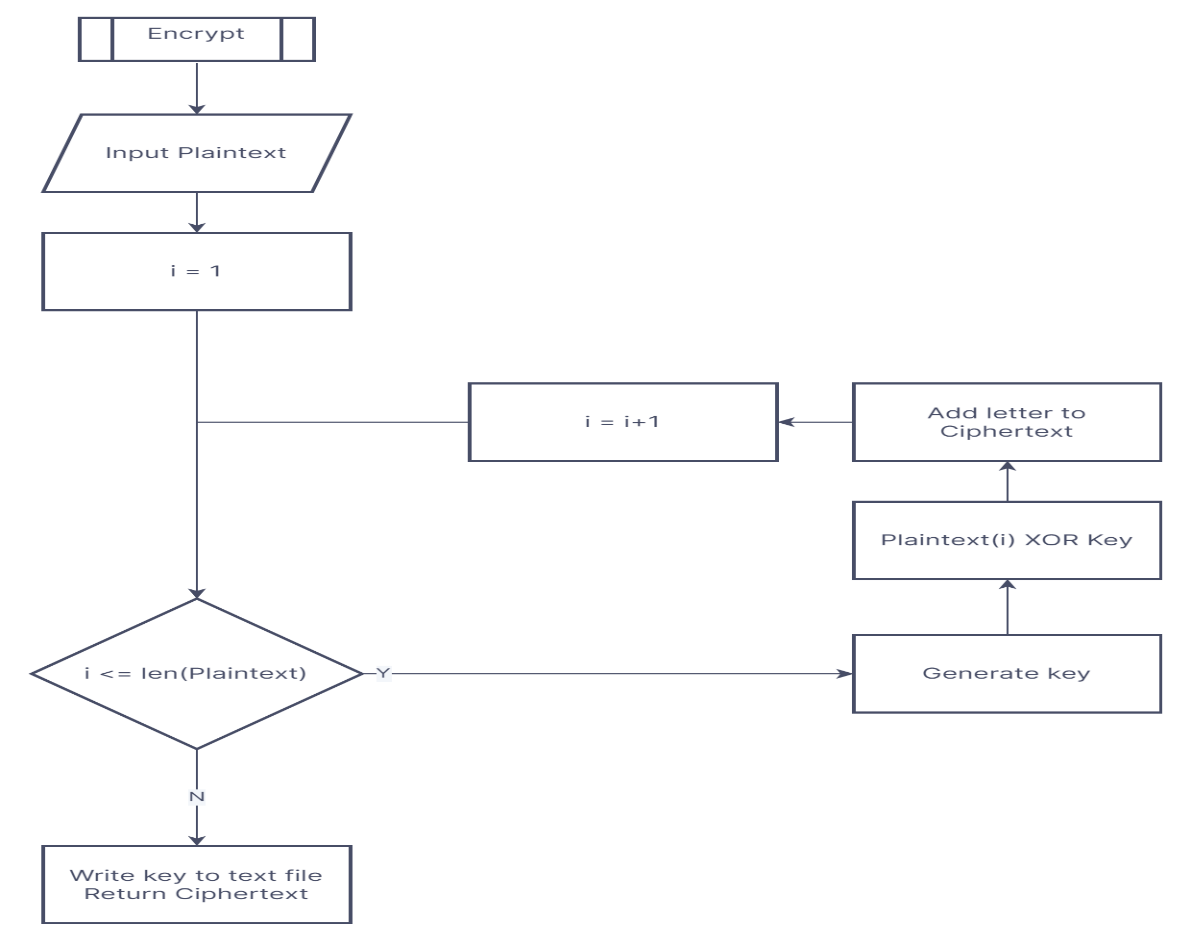 Encrypt
Input Plaintext
i = 1
i = i+1
Add letter to
Ciphertext
Plaintext(i) XOR Key
i <= len(Plaintext)
Y
Generate key
N
Write key to text file
Return Ciphertext